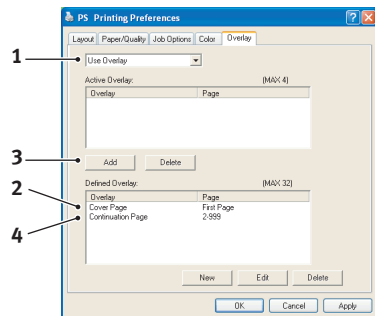 PS Printing Preferences
Layout Paper/Quality Job Options Color Overlay
1
Use Overlay
Active Overlay: (MAX 4)
Overlay Page
3
Add Delete
Defined Overlay: (MAX 32)
Overlay Page
2
Cover Page First Page
4
Continuation Page 2-999
New Edit Delete
OK Cancel Apply